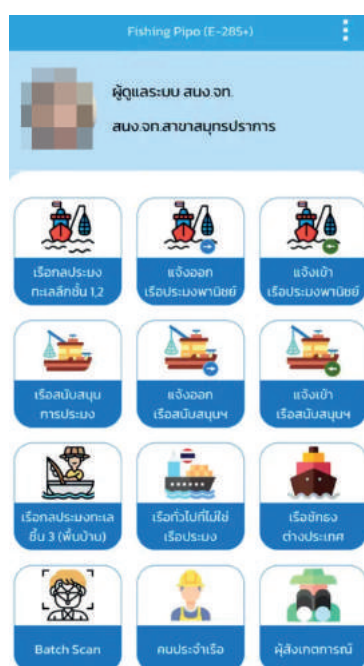 Fishing Pipo (E-285+)
ผู้ดูแลระบบ สนง.จท.
สนง.จท.สาขาสมุทรปราการ
เรือกลประมง
ทะเลลึกชั้น 1,2
แจ้งออก
เรือประมงพานิชย์
แจ้งเข้า
เรือประมงพานิชย์
เรือสนับสนุน
การประมง
แจ้งออก
เรือสนับสนุนฯ
แจ้งเข้า
เรือสนับสนุนฯ
เรือกลประมงทะเล
ชั้น 3 (พื้นบ้าน)
เรือทั่วไปที่ไม่ใช่
เรือประมง
เรือชักธง
ต่างประเทศ
Batch Scan
คนประจำเรือ
ผู้สังเกตการณ์